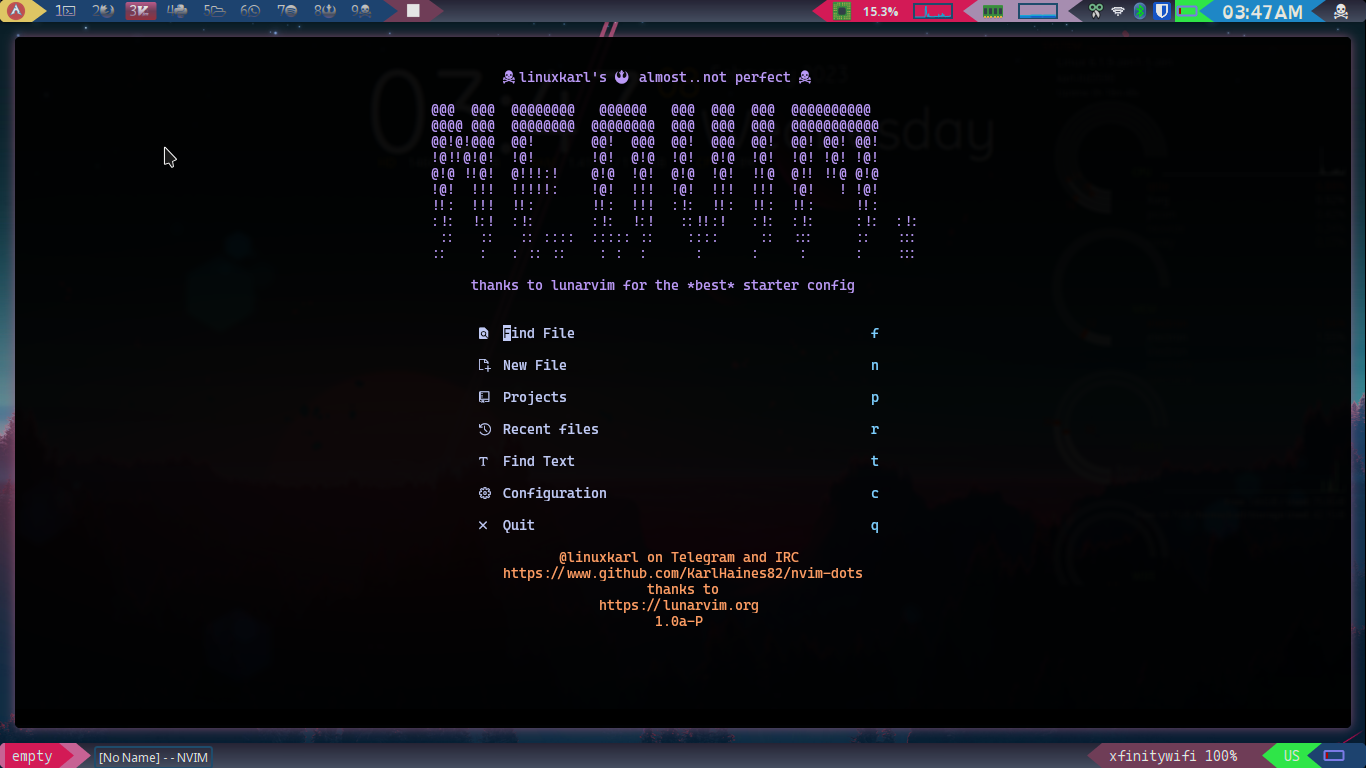 1 2 3 4 5 6 7 8 9
15.3%
03:47AM
linuxkarl's almost..not perfect
@@@  @@@  @@@@@@@@   @@@@@@   @@@  @@@  @@@  @@@@@@@@@@
@@@@ @@@  @@@@@@@@  @@@@@@@@  @@@  @@@  @@@  @@@@@@@@@@@
@@!@!@@@  @@!       @@!  @@@  @@!  @@@  @@!  @@! @@! @@!
!@!!@!@!  !@!       !@!  @!@  !@!  @!@  !@!  !@! !@! !@!
@!@ !!@!  @!!!:!    @!@  !@!  @!@  !@!  !!@  @!! !!@ @!@
!@!  !!!  !!!!!:    !@!  !!!  !@!  !!!  !!!  !@!   ! @!@
!!:  !!!  !!:       !!:  !!!  :!:  !!:  !!:  !!:     !!:
:!:  !:!  :!:       :!:  !:!   ::!!:!   :!:  :!:     :!:  :!:
 ::   ::   :: ::::  ::::: ::    ::::     ::  :::     ::   :::
::    :   : :: ::    : :  :      :      :     :      :    :::
thanks to lunarvim for the *best* starter config
Find File f
New File n
Projects p
Recent files r
Find Text t
Configuration c
Quit q
@linuxkarl on Telegram and IRC
https://www.github.com/KarlHaines82/nvim-dots
thanks to
https://lunarvim.org
1.0a-P
empty
[No Name] - - NVIM
xfinitywifi 100%
US